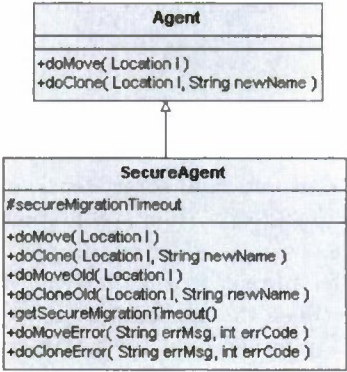 Agent
+doMove( Location l )
+doClone( Location l, String newName )
SecureAgent
#secureMigrationTimeout
+doMove( Location l )
+doClone( Location l, String newName )
+doMoveOld( Location l )
+doCloneOld( Location l, String newName )
+getSecureMigrationTimeout()
+doMoveError( String errMsg, int errCode )
+doCloneError( String errMsg, int errCode )